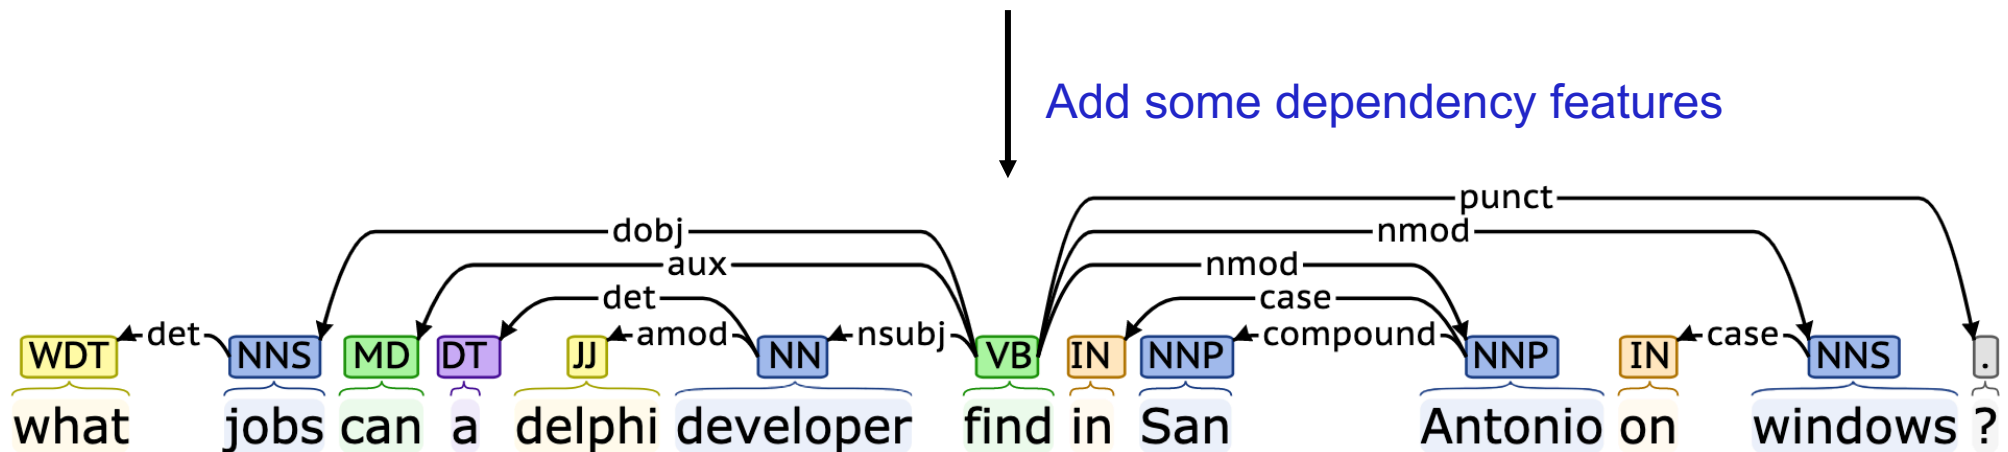 Add some dependency features
punct
dobj nmod
aux nmod
det case
det amod nsubj compound case
WDT NNS MD DT JJ NN VB IN NNP NNP IN NNS .
what jobs can a delphi developer find in San Antonio on windows ?